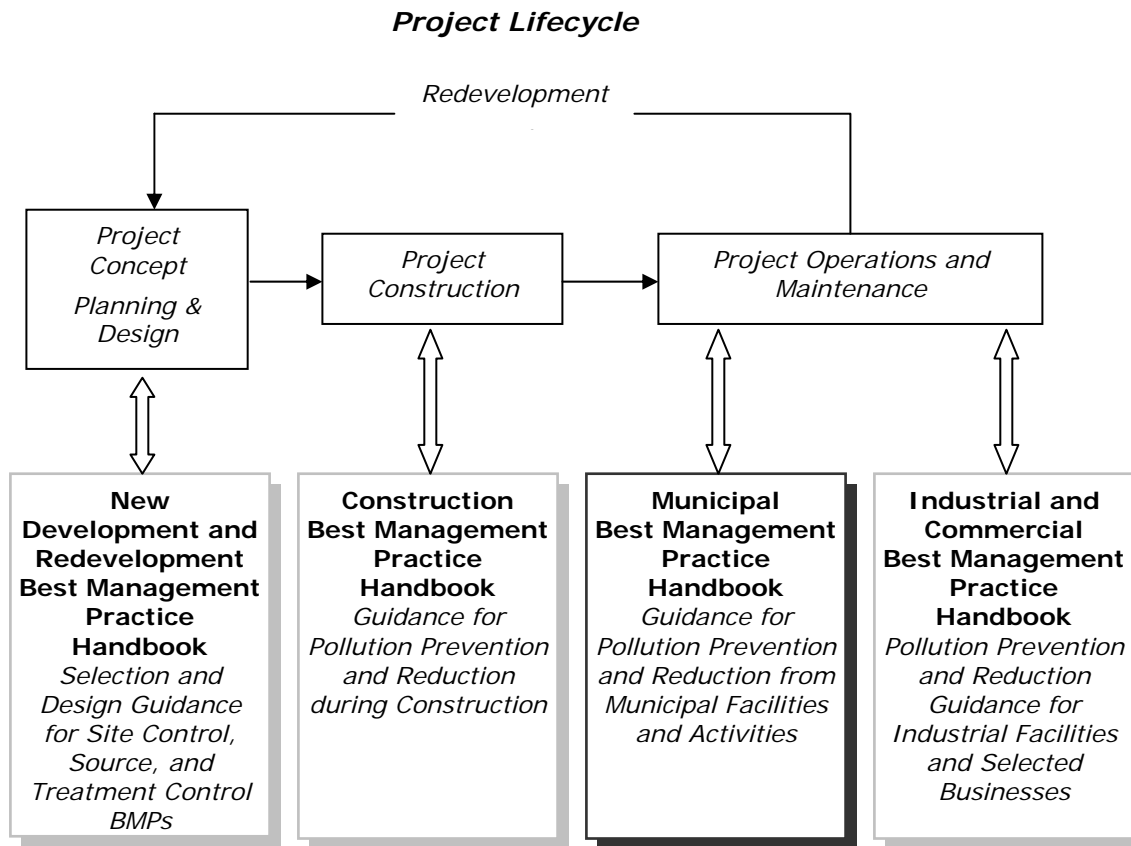 Project Lifecycle
Redevelopment
Project
Concept
Planning &
Design
Project
Construction
Project Operations and
Maintenance
New
Development and
Redevelopment
Best Management
Practice
Handbook
Selection and
Design Guidance
for Site Control,
Source, and
Treatment Control
BMPs
Construction
Best Management
Practice
Handbook
Guidance for
Pollution Prevention
and Reduction
during Construction
Municipal
Best Management
Practice
Handbook
Guidance for
Pollution Prevention
and Reduction from
Municipal Facilities
and Activities
Industrial and
Commercial
Best Management
Practice
Handbook
Pollution Prevention
and Reduction
Guidance for
Industrial Facilities
and Selected
Businesses